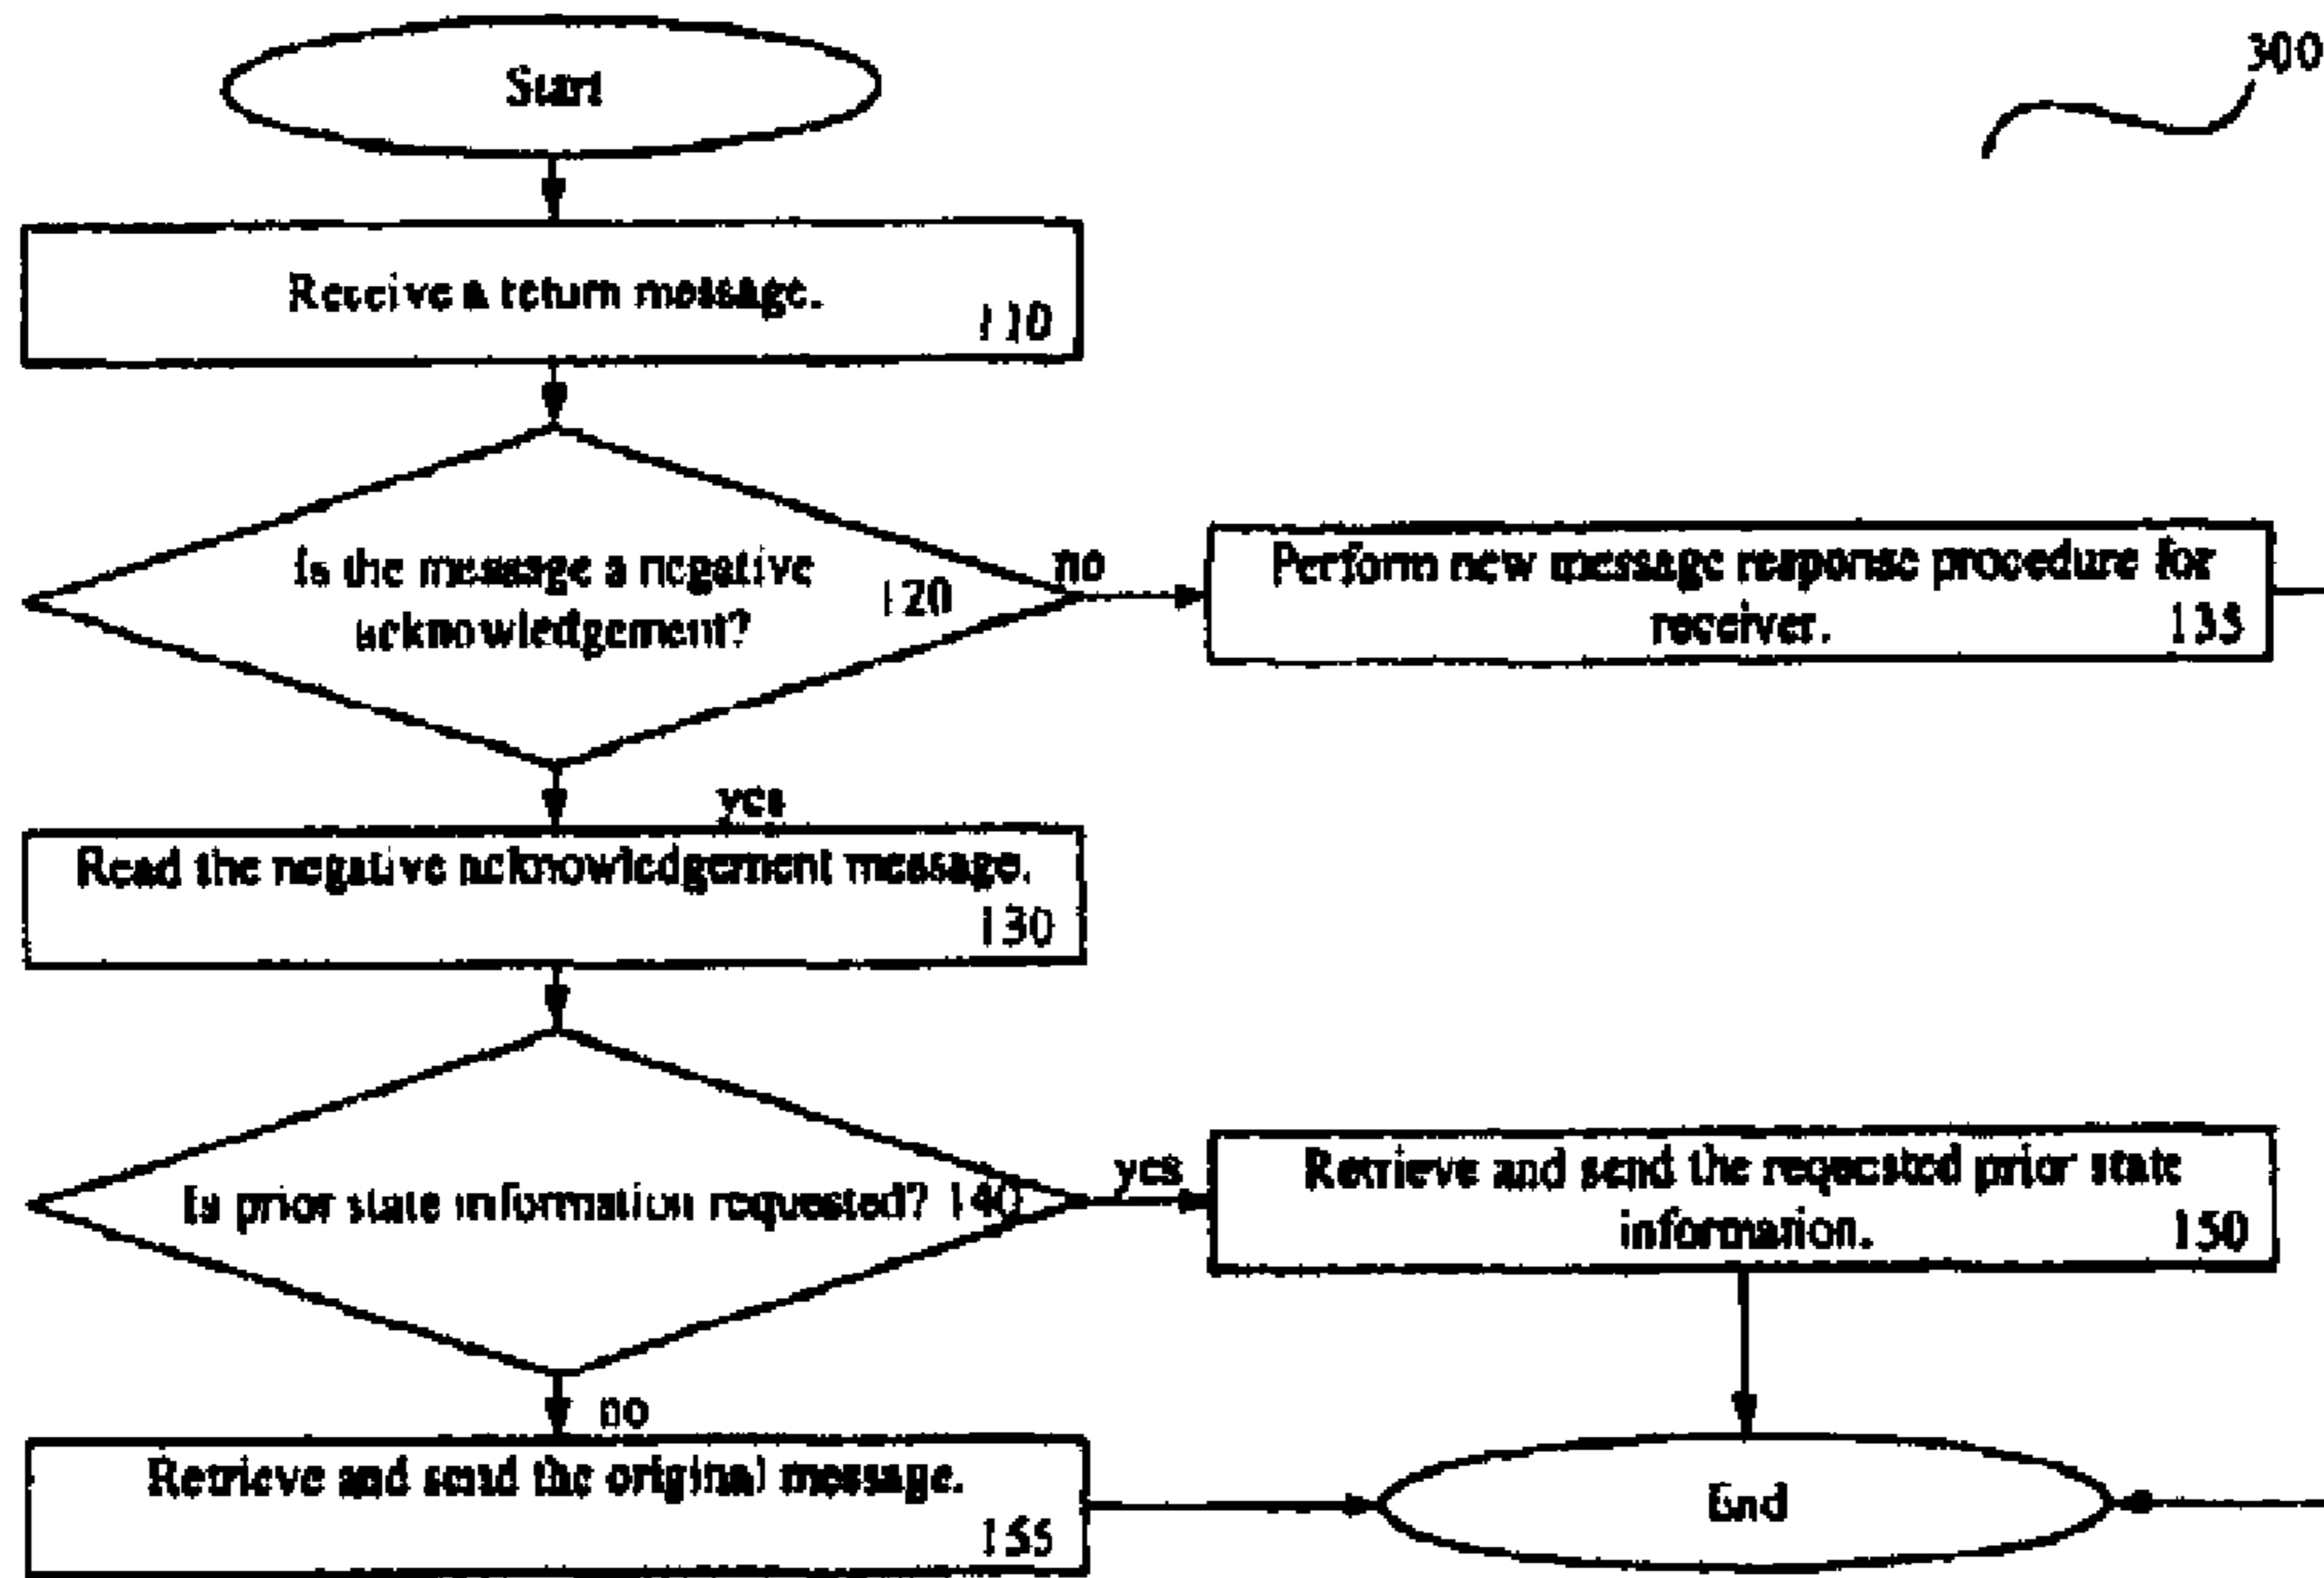 Start
300
Receive a return message.
110
Is the message a negative
acknowledgement?
120
no
Perform new message response procedure for
receiver.
135
yes
Read the negative acknowledgement message.
130
Is prior state information requested? 140
yes
Retrieve and send the requested prior state
information.
150
no
Retrieve and send the original message.
155
End